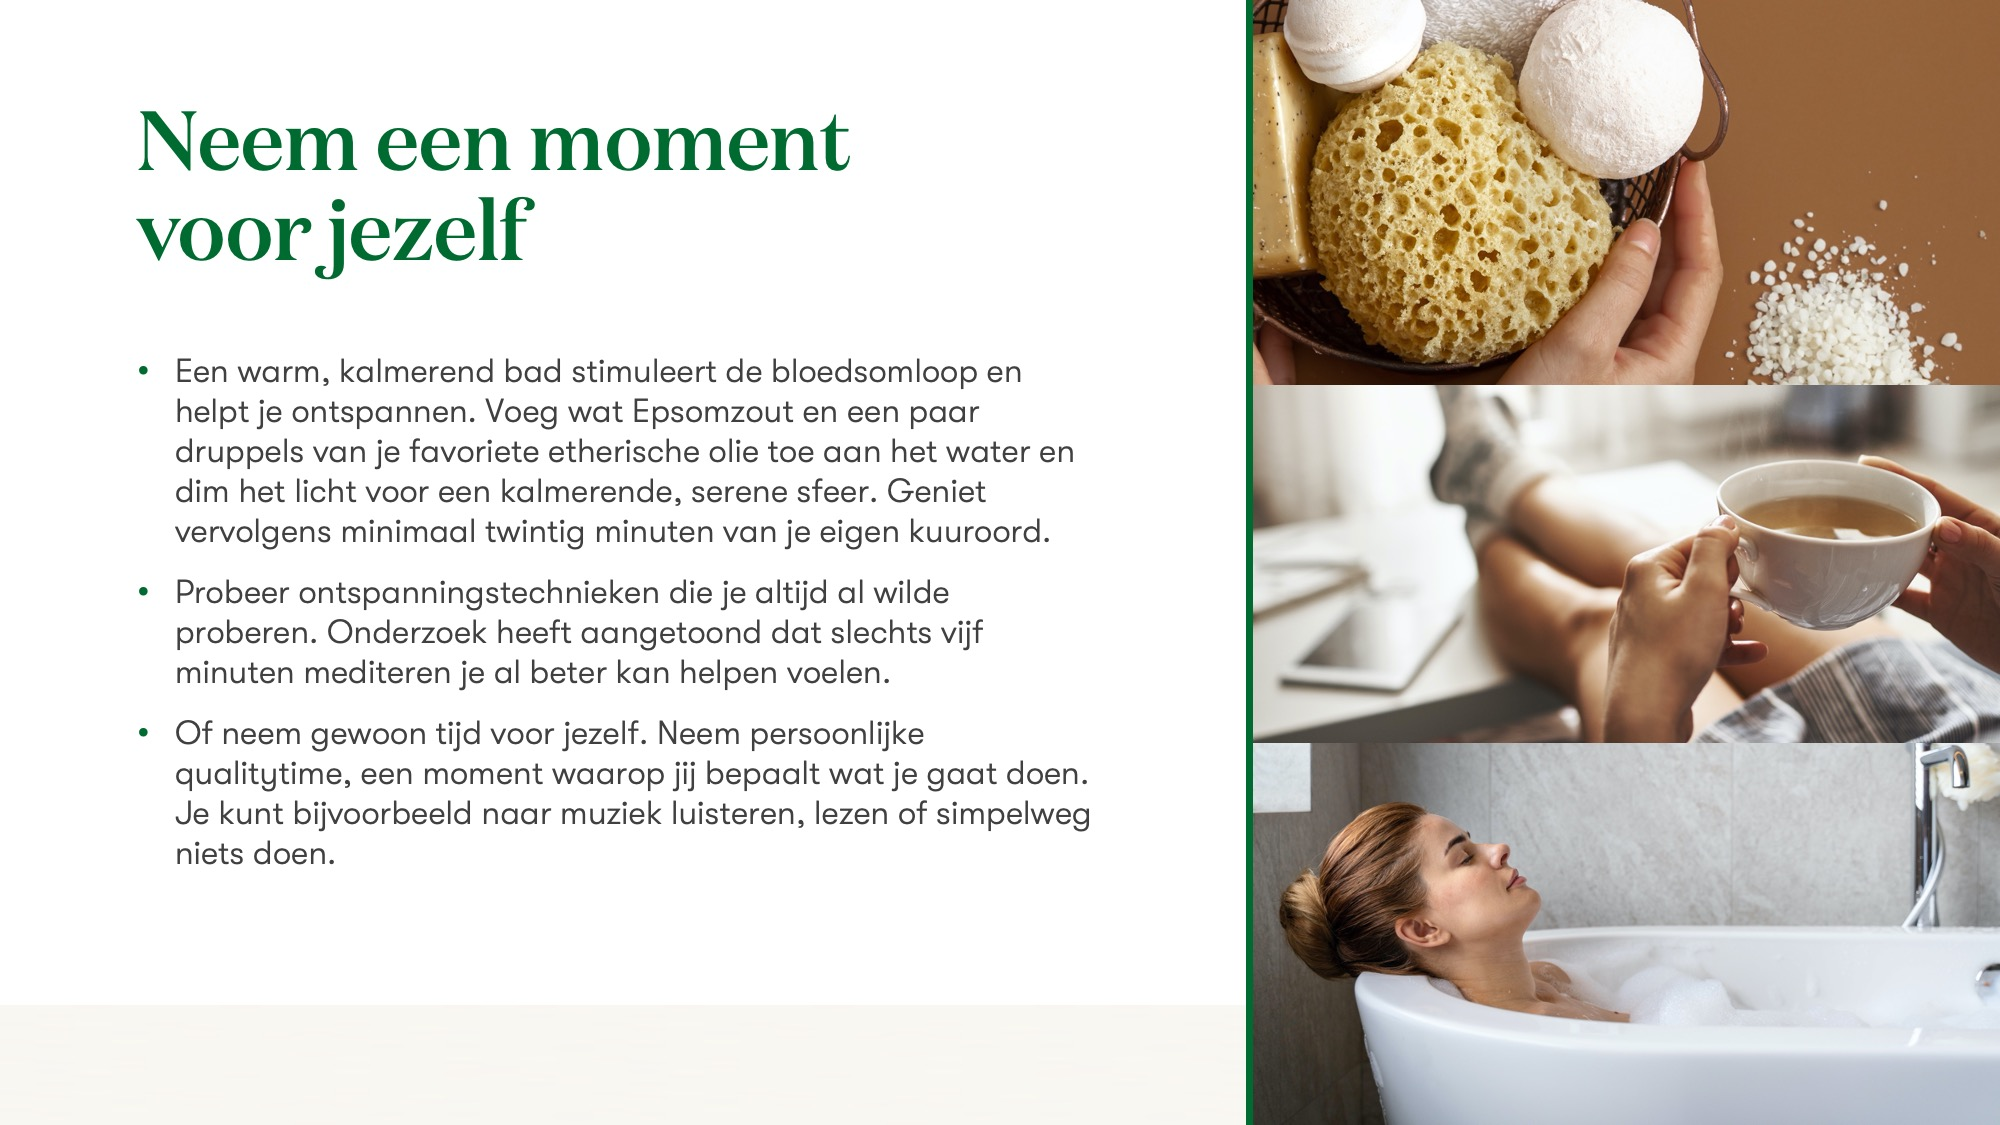 Neem een moment
voor jezelf
• Een warm, kalmerend bad stimuleert de bloedsomloop en
helpt je ontspannen. Voeg wat Epsomzout en een paar
druppels van je favoriete etherische olie toe aan het water en
dim het licht voor een kalmerende, serene sfeer. Geniet
vervolgens minimaal twintig minuten van je eigen kuuroord.
• Probeer ontspanningstechnieken die je altijd al wilde
proberen. Onderzoek heeft aangetoond dat slechts vijf
minuten mediteren je al beter kan helpen voelen.
• Of neem gewoon tijd voor jezelf. Neem persoonlijke
qualitytime, een moment waarop jij bepaalt wat je gaat doen.
Je kunt bijvoorbeeld naar muziek luisteren, lezen of simpelweg
niets doen.